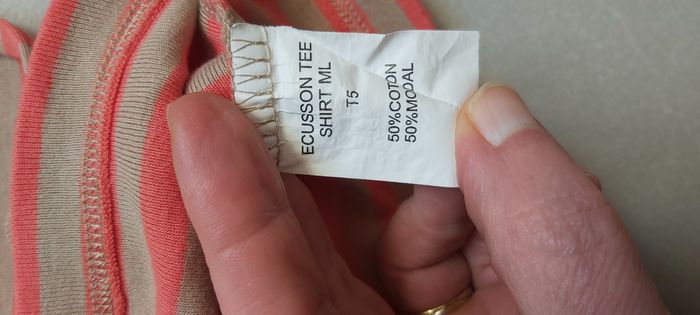 ECUSSON TEE
SHIRT ML
T5
50%COTON
50%MODAL